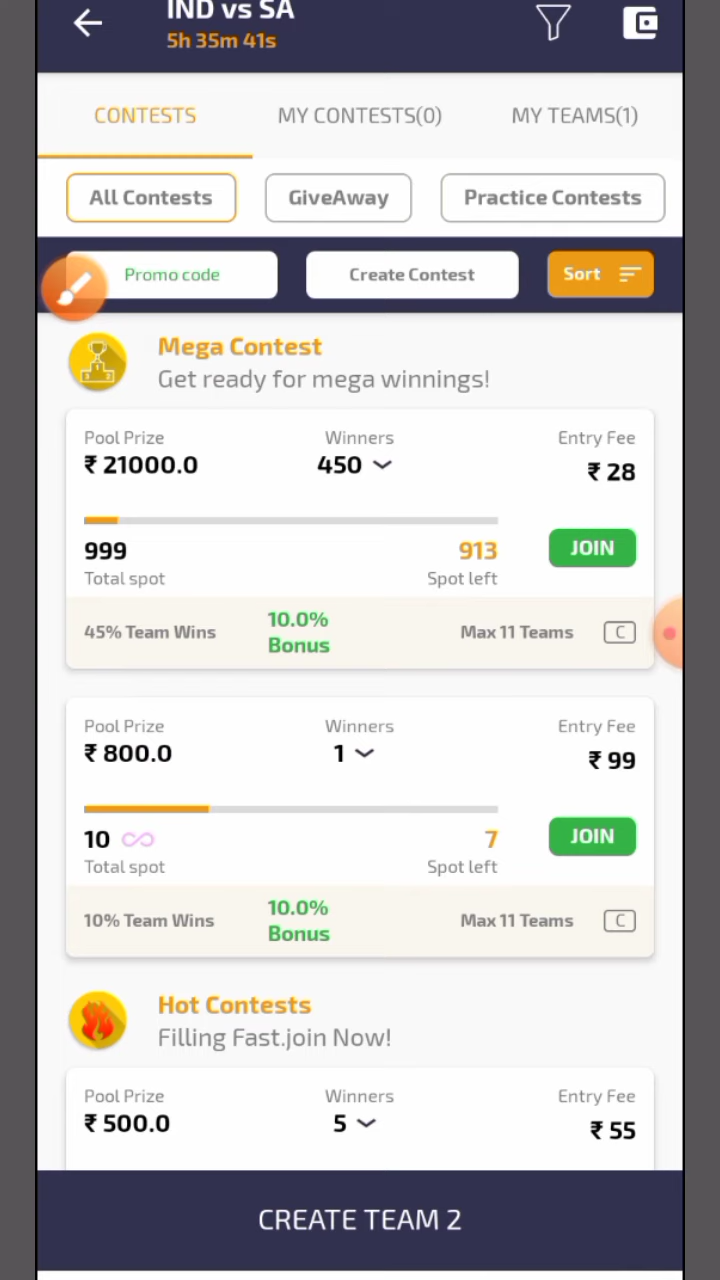 IND vs SA
5h 35m 41s
CONTESTS MY CONTESTS(0) MY TEAMS(1)
All Contests GiveAway Practice Contests
Promo code Create Contest Sort
Mega Contest
Get ready for mega winnings!
Pool Prize Winners Entry Fee
₹ 21000.0 450 ₹ 28
999 913 JOIN
Total spot Spot left
45% Team Wins 10.0% Bonus Max 11 Teams C
Pool Prize Winners Entry Fee
₹ 800.0 1 ₹ 99
10 7 JOIN
Total spot Spot left
10% Team Wins 10.0% Bonus Max 11 Teams C
Hot Contests
Filling Fast.join Now!
Pool Prize Winners Entry Fee
₹ 500.0 5 ₹ 55
CREATE TEAM 2